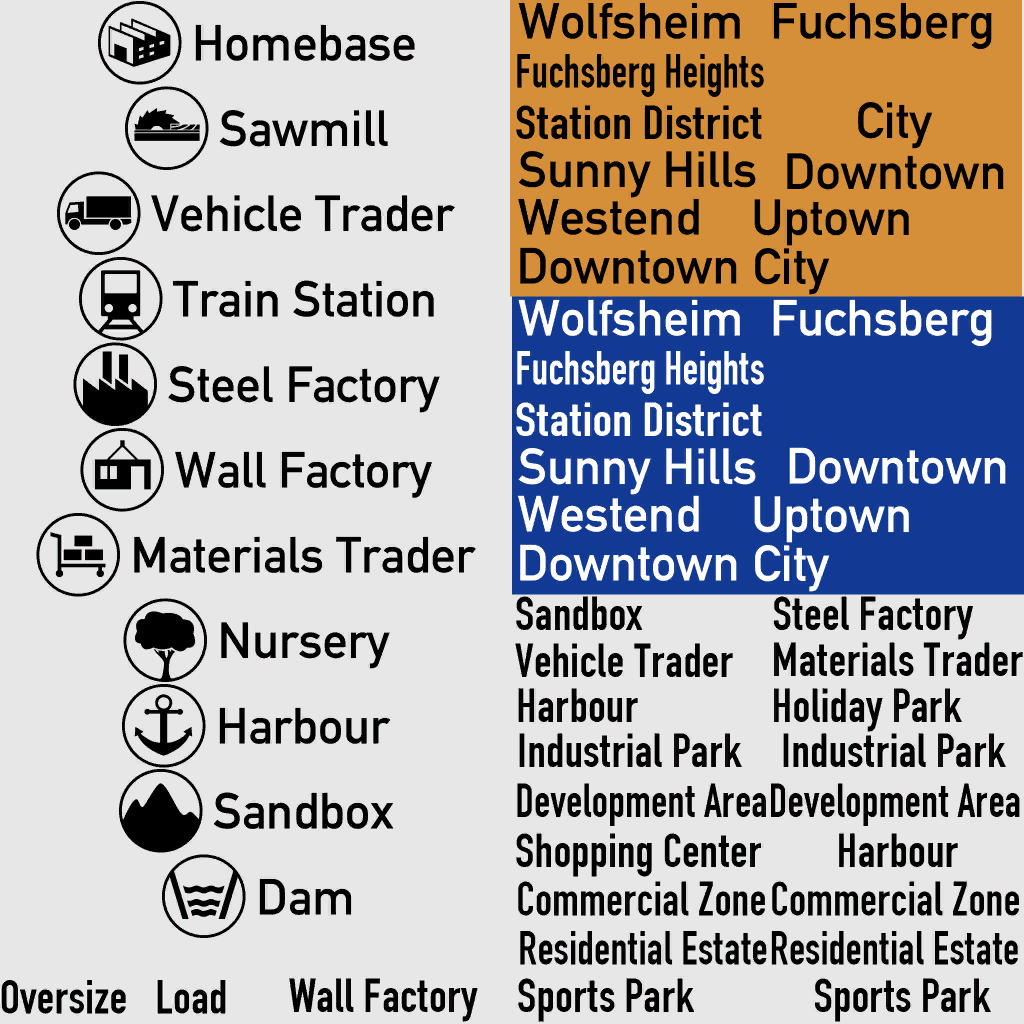 Homebase
Sawmill
Vehicle Trader
Train Station
Steel Factory
Wall Factory
Materials Trader
Nursery
Harbour
Sandbox
Dam
Oversize Load Wall Factory
Wolfsheim Fuchsberg
Fuchsberg Heights
Station District City
Sunny Hills Downtown
Westend Uptown
Downtown City
Wolfsheim Fuchsberg
Fuchsberg Heights
Station District
Sunny Hills Downtown
Westend Uptown
Downtown City
Sandbox Steel Factory
Vehicle Trader Materials Trader
Harbour Holiday Park
Industrial Park Industrial Park
Development Area Development Area
Shopping Center Harbour
Commercial Zone Commercial Zone
Residential Estate Residential Estate
Sports Park Sports Park